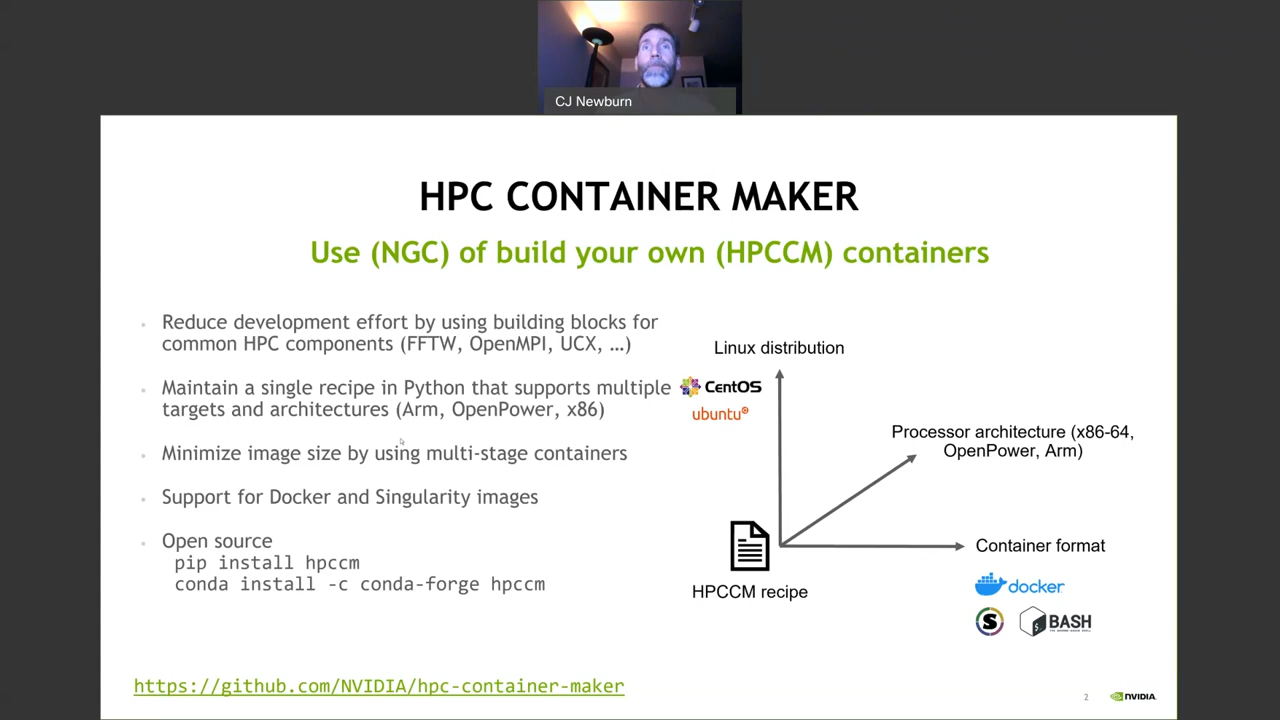 CJ Newburn
HPC CONTAINER MAKER
Use (NGC) of build your own (HPCCM) containers
Reduce development effort by using building blocks for
common HPC components (FFTW, OpenMPI, UCX, …)
Maintain a single recipe in Python that supports multiple
targets and architectures (Arm, OpenPower, x86)
Minimize image size by using multi-stage containers
Support for Docker and Singularity images
Open source
pip install hpccm
conda install -c conda-forge hpccm
Linux distribution
CentOS
ubuntu®
Processor architecture (x86-64,
OpenPower, Arm)
HPCCM recipe
Container format
docker
S
$_ BASH
THE BOURNE-AGAIN SHELL
https://github.com/NVIDIA/hpc-container-maker
2
NVIDIA.